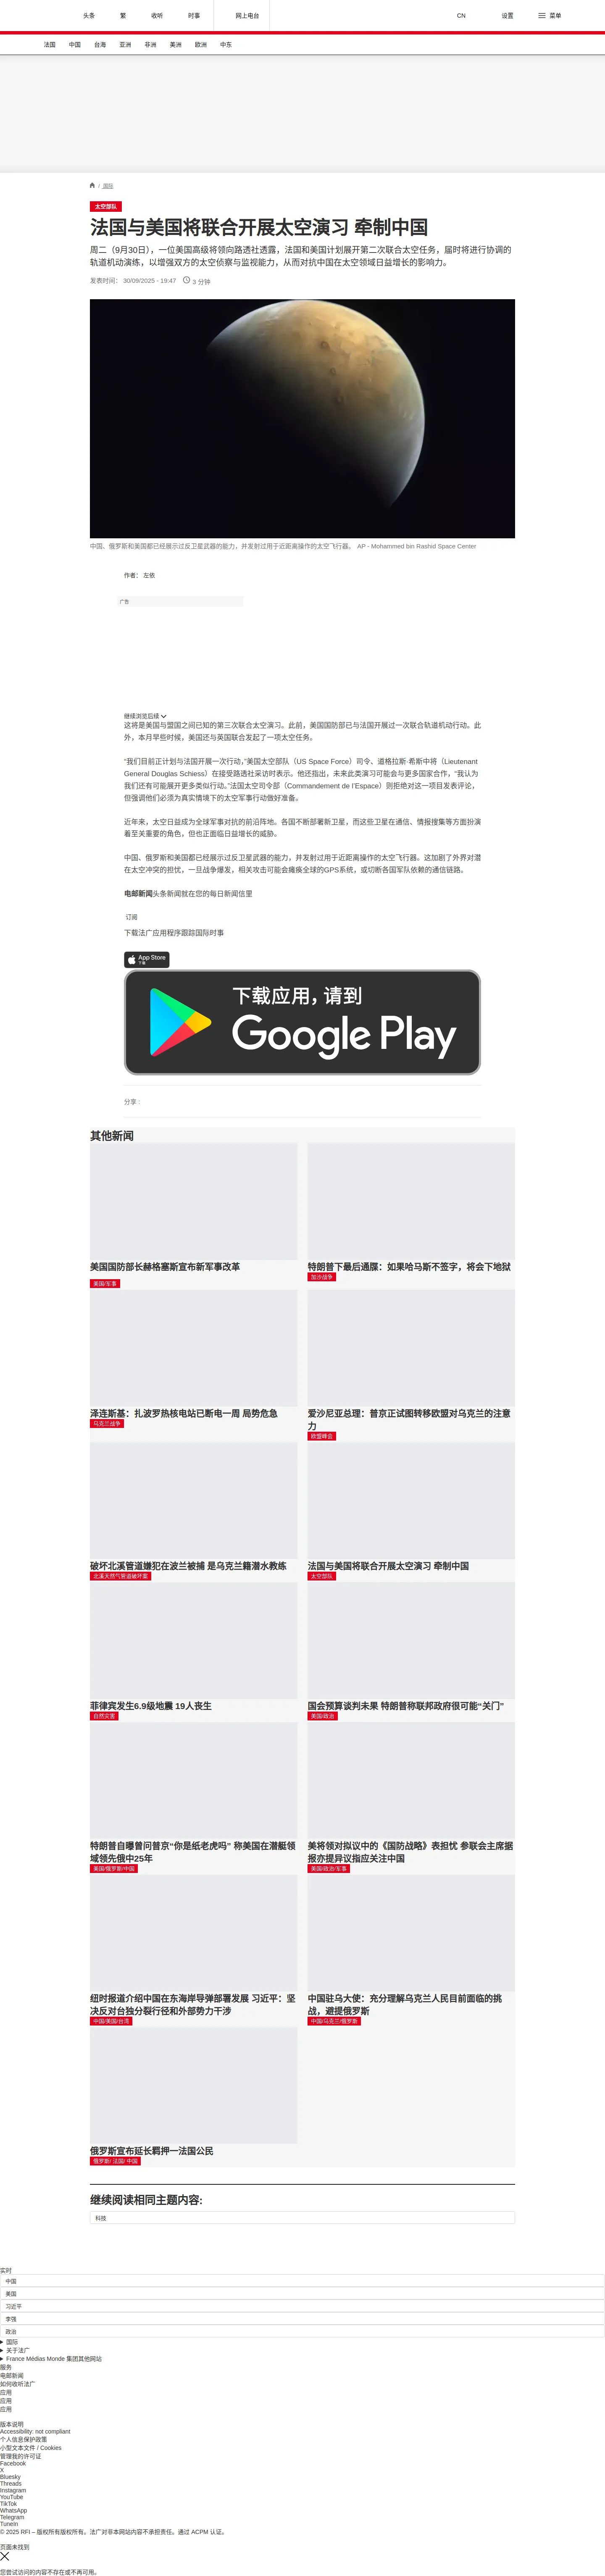 头条
繁
收听
时事
网上电台
CN
设置
菜单
法国
中国
台海
亚洲
非洲
美洲
欧洲
中东
/ 国际
太空部队
法国与美国将联合开展太空演习 牵制中国
周二（9月30日），一位美国高级将领向路透社透露，法国和美国计划展开第二次联合太空任务，届时将进行协调的
轨道机动演练，以增强双方的太空侦察与监视能力，从而对抗中国在太空领域日益增长的影响力。
发表时间： 30/09/2025 - 19:47
3 分钟
中国、俄罗斯和美国都已经展示过反卫星武器的能力，并发射过用于近距离操作的太空飞行器。 AP - Mohammed bin Rashid Space Center
作者： 左依
广告
继续浏览后续
这将是美国与盟国之间已知的第三次联合太空演习。此前，美国国防部已与法国开展过一次联合轨道机动行动。此
外，本月早些时候，美国还与英国联合发起了一项太空任务。
“我们目前正计划与法国开展一次行动，”美国太空部队（US Space Force）司令、道格拉斯·希斯中将（Lieutenant
General Douglas Schiess）在接受路透社采访时表示。他还指出，未来此类演习可能会与更多国家合作，“我认为
我们还有可能展开更多类似行动。”法国太空司令部（Commandement de l’Espace）则拒绝对这一项目发表评论，
但强调他们必须为真实情境下的太空军事行动做好准备。
近年来，太空日益成为全球军事对抗的前沿阵地。各国不断部署新卫星，而这些卫星在通信、情报搜集等方面扮演
着至关重要的角色，但也正面临日益增长的威胁。
中国、俄罗斯和美国都已经展示过反卫星武器的能力，并发射过用于近距离操作的太空飞行器。这加剧了外界对潜
在太空冲突的担忧，一旦战争爆发，相关攻击可能会瘫痪全球的GPS系统，或切断各国军队依赖的通信链路。
电邮新闻头条新闻就在您的每日新闻信里
订阅
下载法广应用程序跟踪国际时事
App Store
下载
下载应用，请到
Google Play
分享 :
其他新闻
美国国防部长赫格塞斯宣布新军事改革
美国/军事
特朗普下最后通牒：如果哈马斯不签字，将会下地狱
加沙战争
泽连斯基：扎波罗热核电站已断电一周 局势危急
乌克兰战争
爱沙尼亚总理：普京正试图转移欧盟对乌克兰的注意
力
欧盟峰会
破坏北溪管道嫌犯在波兰被捕 是乌克兰籍潜水教练
北溪天然气管道破坏案
法国与美国将联合开展太空演习 牵制中国
太空部队
菲律宾发生6.9级地震 19人丧生
自然灾害
国会预算谈判未果 特朗普称联邦政府很可能“关门”
美国/政治
特朗普自曝曾问普京“你是纸老虎吗” 称美国在潜艇领
域领先俄中25年
美国/俄罗斯/中国
美将领对拟议中的《国防战略》表担忧 参联会主席据
报亦提异议指应关注中国
美国/政治/军事
纽时报道介绍中国在东海岸导弹部署发展 习近平：坚
决反对台独分裂行径和外部势力干涉
中国/美国/台湾
中国驻乌大使：充分理解乌克兰人民目前面临的挑
战，避提俄罗斯
中国/乌克兰/俄罗斯
俄罗斯宣布延长羁押一法国公民
俄罗斯/ 法国/ 中国
继续阅读相同主题内容:
科技
实时
中国
美国
习近平
李强
政治
国际
关于法广
France Médias Monde 集团其他网站
服务
电邮新闻
如何收听法广
应用
应用
应用
版本说明
Accessibility: not compliant
个人信息保护政策
小型文本文件 / Cookies
管理我的许可证
Facebook
X
Bluesky
Threads
Instagram
YouTube
TikTok
WhatsApp
Telegram
TuneIn
© 2025 RFI – 版权所有版权所有。法广对非本网站内容不承担责任。通过 ACPM 认证。
页面未找到
您尝试访问的内容不存在或不再可用。